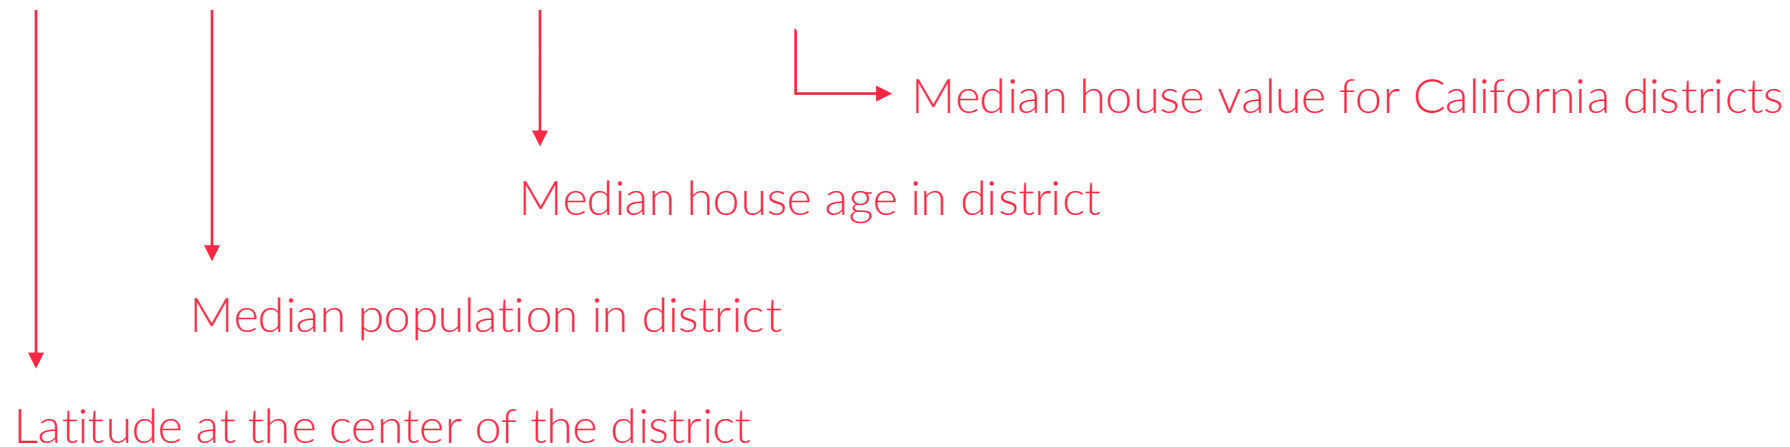 Median house value for California districts
Median house age in district
Median population in district
Latitude at the center of the district